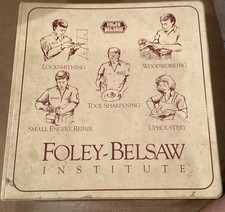 FOLEY
BELSAW
LOCKSMITHING
WOODWORKING
TOOL SHARPENING
SMALL ENGINE REPAIR
UPHOLSTERY
FOLEY-BELSAW
INSTITUTE